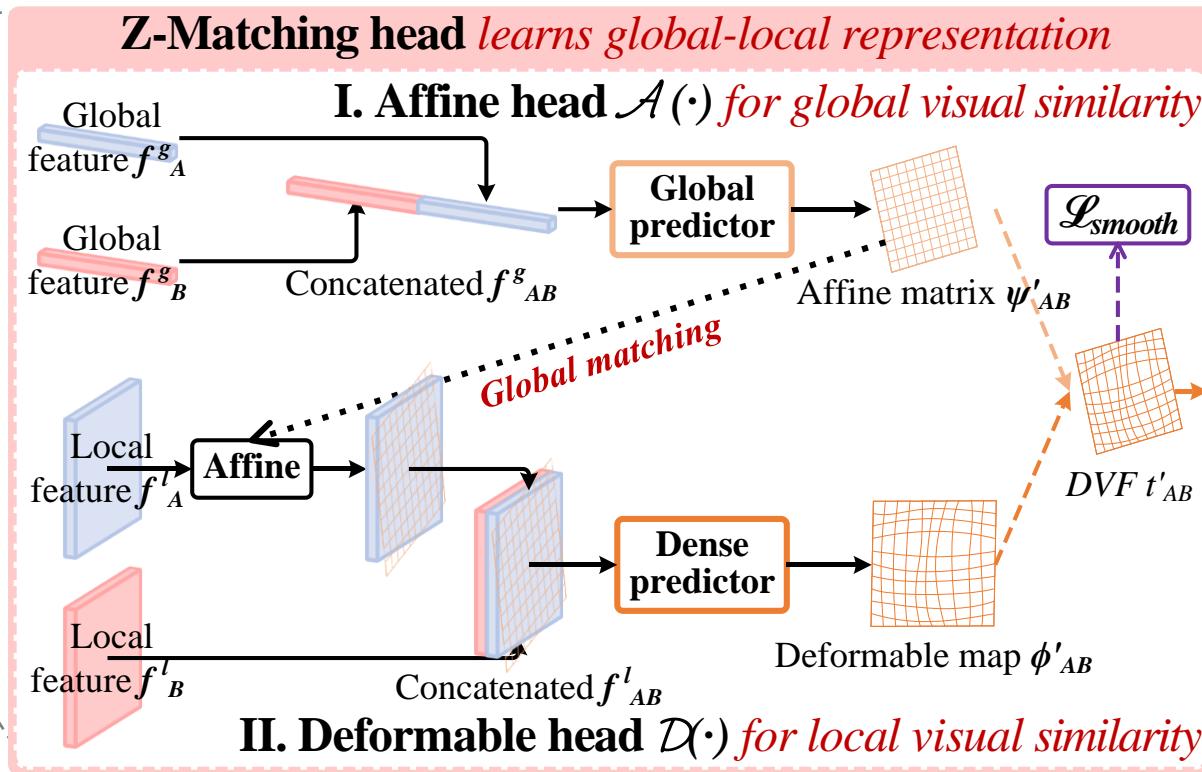 Z-Matching head learns global-local representation
I. Affine head 𝒜(·) for global visual similarity
Global
feature f^g_A
Global
predictor
ℒ_smooth
Global
feature f^g_B
Concatenated f^g_AB
Affine matrix ψ'_AB
Global matching
Local
feature f^l_A
Affine
DVF t'_AB
Dense
predictor
Local
feature f^l_B
Concatenated f^l_AB
Deformable map ϕ'_AB
II. Deformable head 𝒟(·) for local visual similarity